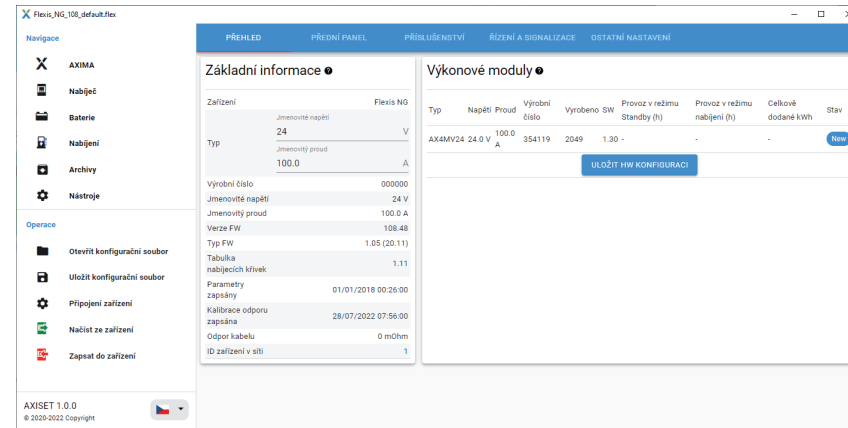 Flexis_NG_108_default.flex
Navigace
AXIMA
Nabíječ
Baterie
Nabíjení
Archivy
Nástroje
Operace
Otevřít konfigurační soubor
Uložit konfigurační soubor
Připojení zařízení
Načíst ze zařízení
Zapsat do zařízení
AXISET 1.0.0
© 2020-2022 Copyright
PŘEHLED PŘEDNÍ PANEL PŘÍSLUŠENSTVÍ ŘÍZENÍ A SIGNALIZACE OSTATNÍ NASTAVENÍ
Základní informace
Zařízení Flexis NG
Jmenovité napětí
24 V
Typ
Jmenovitý proud
100.0 A
Výrobní číslo 000000
Jmenovité napětí 24 V
Jmenovitý proud 100.0 A
Verze FW 108.48
Typ FW 1.05 (20.11)
Tabulka
nabíjecích křivek 1.11
Parametry
zapsány 01/01/2018 00:26:00
Kalibrace odporu
zapsána 28/07/2022 07:56:00
Odpor kabelu 0 mOhm
ID zařízení v síti 1
Výkonové moduly
Typ Napětí Proud Výrobní číslo Vyrobeno SW Provoz v režimu Standby (h) Provoz v režimu nabíjení (h) Celkově dodané kWh Stav
AX4MV24 24.0 V 100.0 A 354119 2049 1.30 - - - New
ULOŽIT HW KONFIGURACI